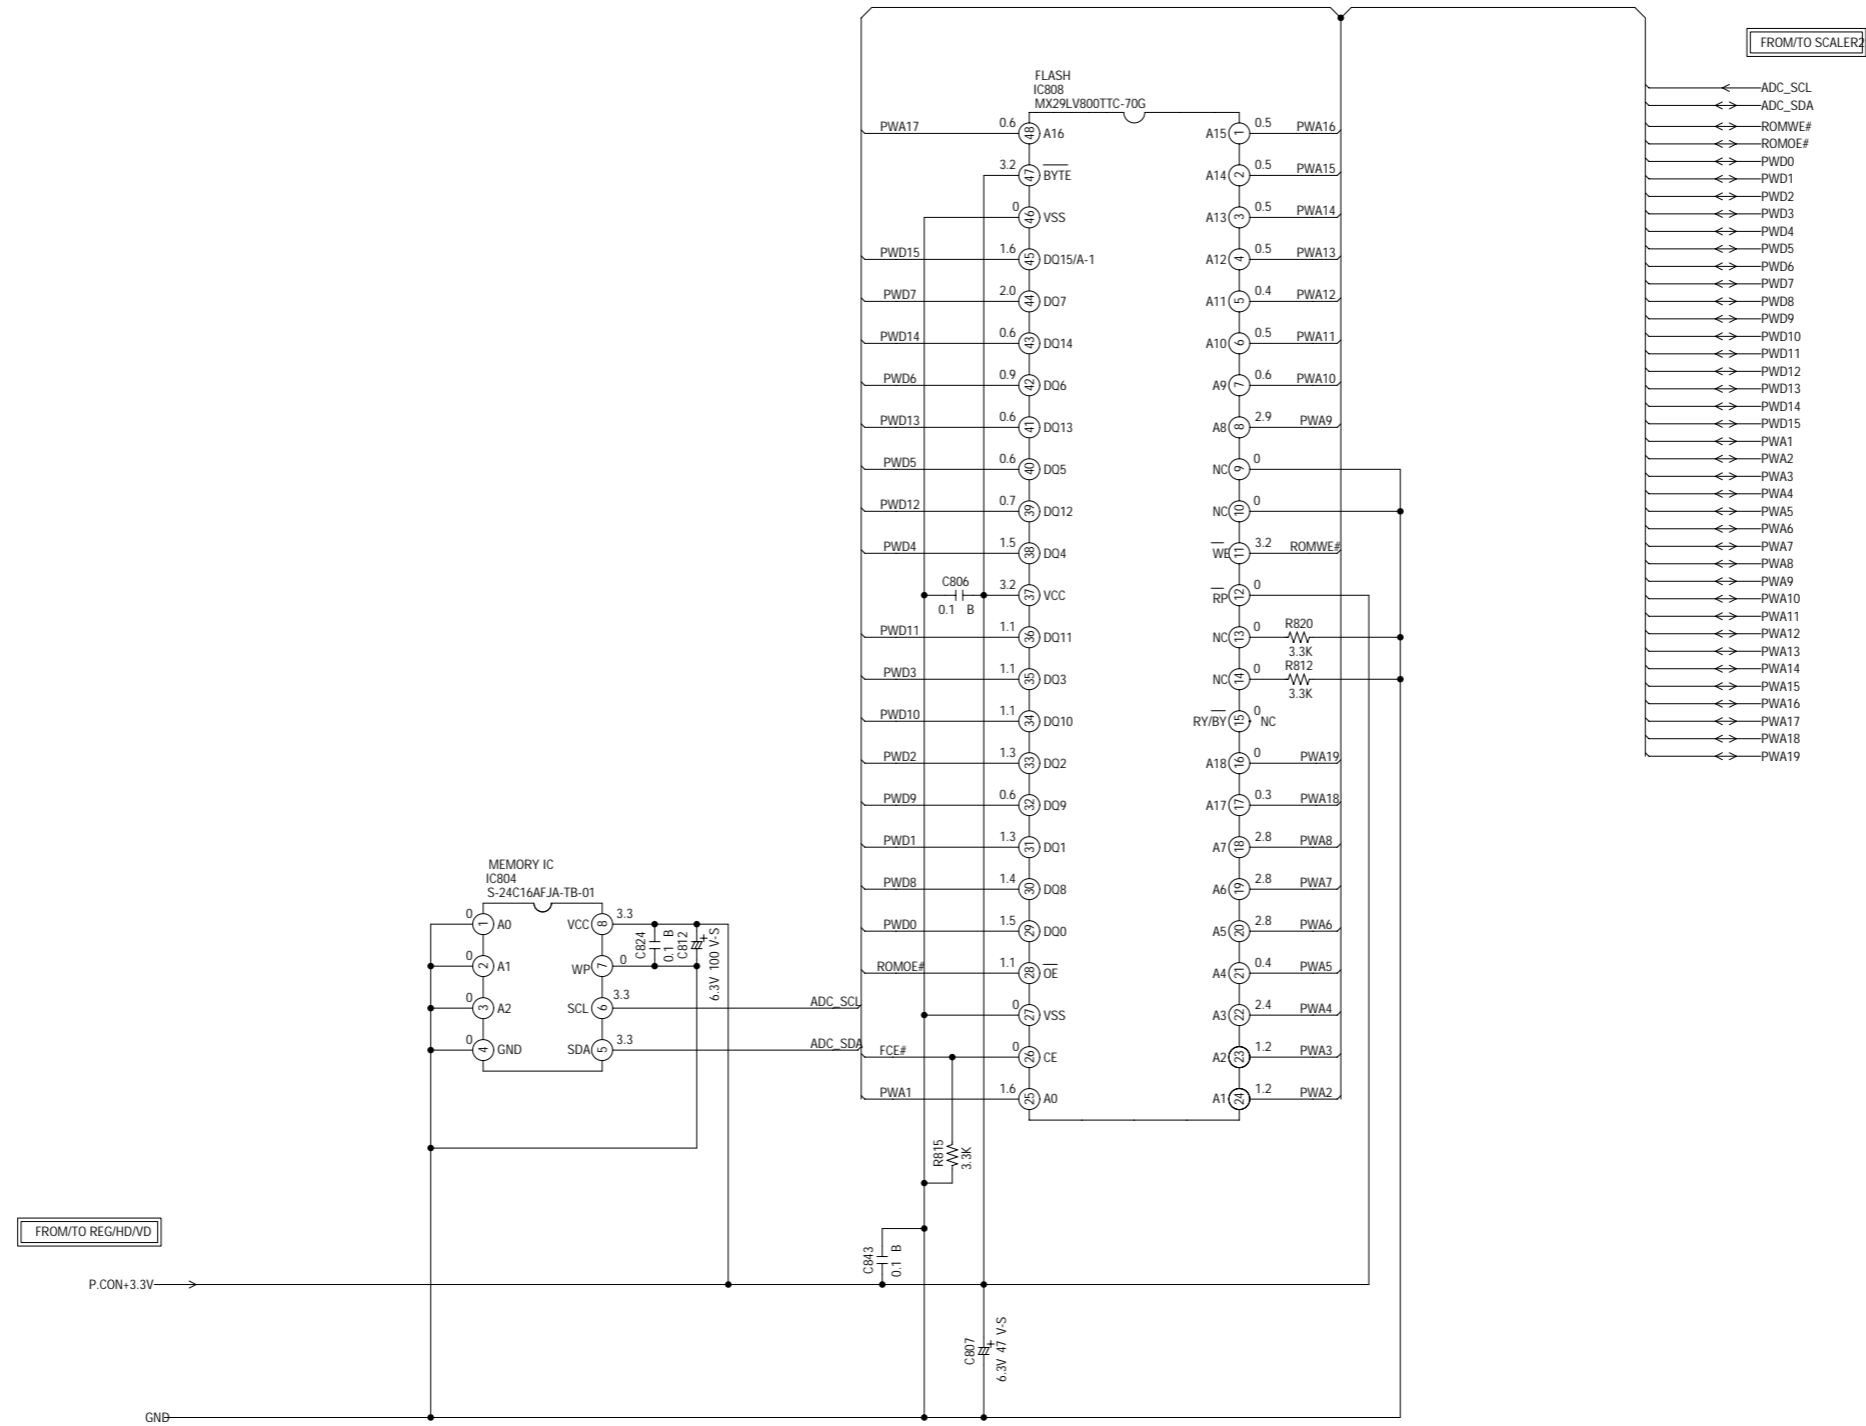 FROM/TO SCALER2
FLASH
IC808
MX29LV800TTC-70G
PWA17 0.6 48 A16 A15 1 0.5 PWA16
3.2 47 BYTE A14 2 0.5 PWA15
0 46 VSS A13 3 0.5 PWA14
PWD15 1.6 45 DQ15/A-1 A12 4 0.5 PWA13
PWD7 2.0 44 DQ7 A11 5 0.4 PWA12
PWD14 0.6 43 DQ14 A10 6 0.5 PWA11
PWD6 0.9 42 DQ6 A9 7 0.6 PWA10
PWD13 0.6 41 DQ13 A8 8 2.9 PWA9
PWD5 0.6 40 DQ5 NC 9 0
PWD12 0.7 39 DQ12 NC 10 0
PWD4 1.5 38 DQ4 WE 11 3.2 ROMWE#
C806
0.1 B
3.2 37 VCC RP 12 0
PWD11 1.1 36 DQ11 NC 13 0 R820
3.3K
PWD3 1.1 35 DQ3 NC 14 0 R812
3.3K
PWD10 1.1 34 DQ10 RY/BY 15 0 NC
PWD2 1.3 33 DQ2 A18 16 0 PWA19
PWD9 0.6 32 DQ9 A17 17 0.3 PWA18
PWD1 1.3 31 DQ1 A7 18 2.8 PWA8
PWD8 1.4 30 DQ8 A6 19 2.8 PWA7
PWD0 1.5 29 DQ0 A5 20 2.8 PWA6
ROMOE# 1.1 28 OE A4 21 0.4 PWA5
0 27 VSS A3 22 2.4 PWA4
FCE# 0 26 CE A2 23 1.2 PWA3
PWA1 1.6 25 A0 A1 24 1.2 PWA2
ADC_SCL
ADC_SDA
ROMWE#
ROMOE#
PWD0
PWD1
PWD2
PWD3
PWD4
PWD5
PWD6
PWD7
PWD8
PWD9
PWD10
PWD11
PWD12
PWD13
PWD14
PWD15
PWA1
PWA2
PWA3
PWA4
PWA5
PWA6
PWA7
PWA8
PWA9
PWA10
PWA11
PWA12
PWA13
PWA14
PWA15
PWA16
PWA17
PWA18
PWA19
MEMORY IC
IC804
S-24C16AFJA-TB-01
0 1 A0 VCC 8 3.3
0 2 A1 WP 7 0
0 3 A2 SCL 6 3.3 ADC_SCL
0 4 GND SDA 5 3.3 ADC_SDA
C824
0.1 B
C812
+
6.3V 100 V-S
R815
3.3K
FROM/TO REG/HD/VD
C843
0.1 B
P.CON+3.3V
C807
+
6.3V 47 V-S
GND